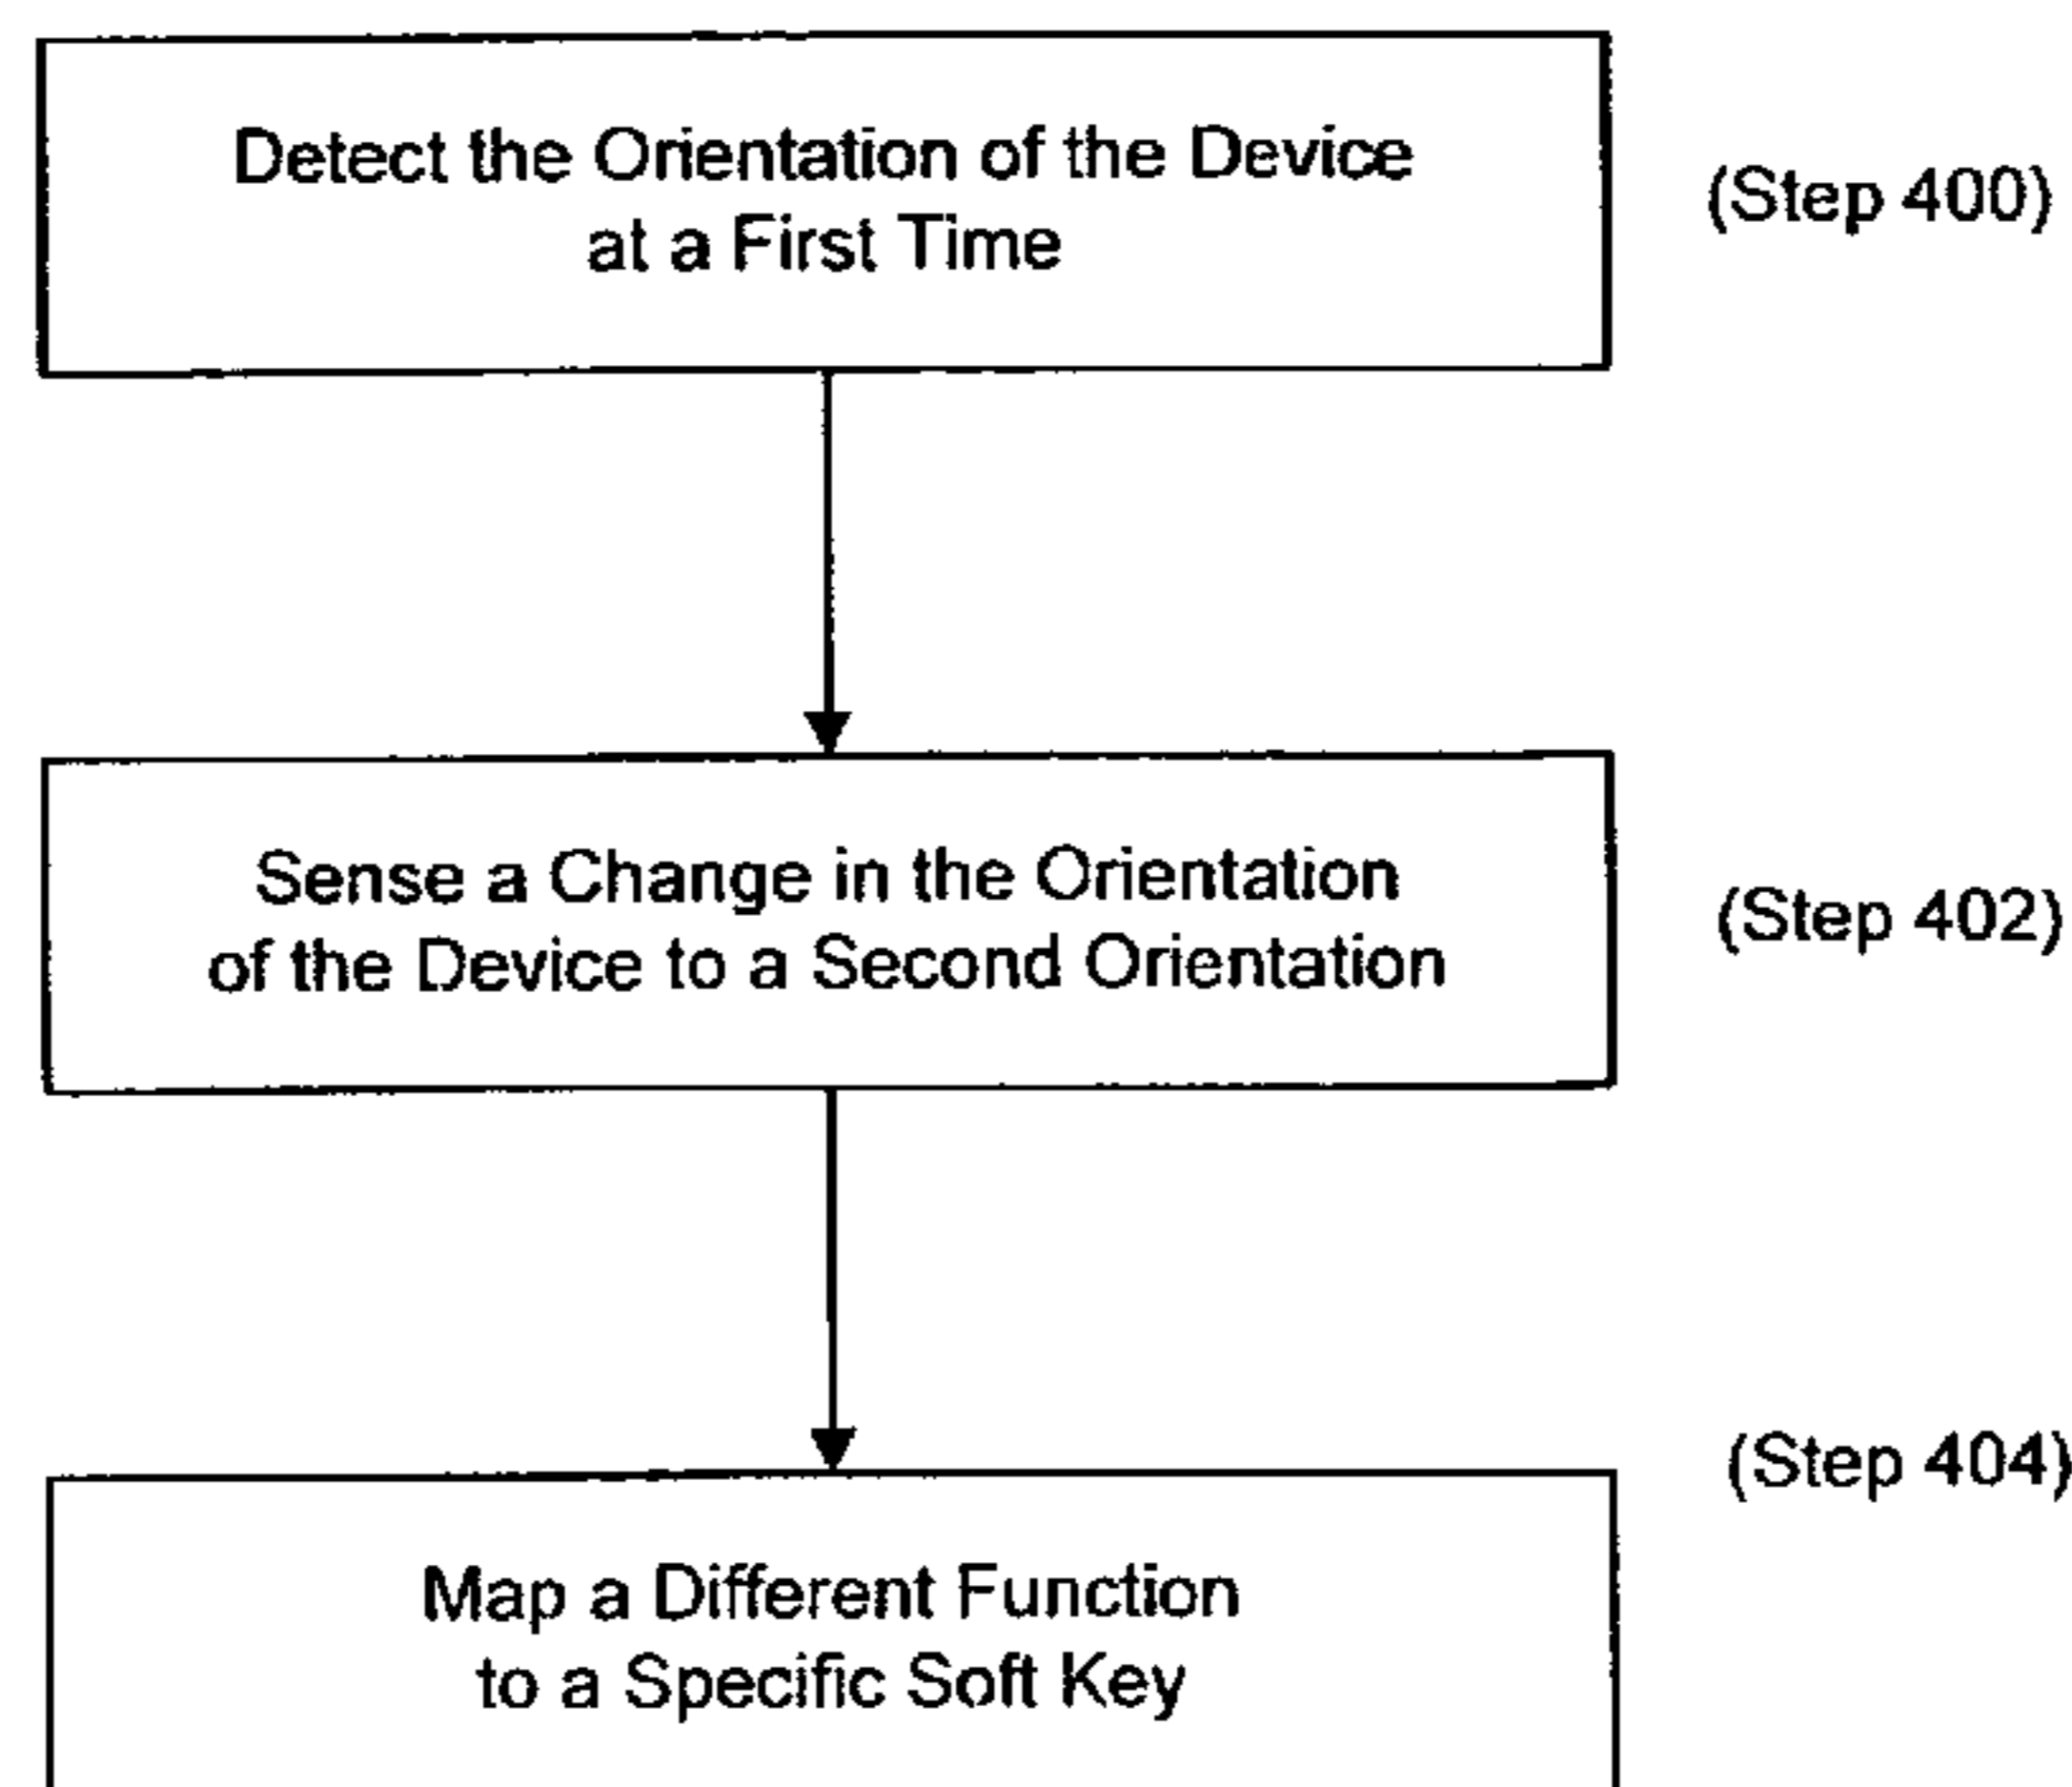 Detect the Orientation of the Device
at a First Time
(Step 400)
Sense a Change in the Orientation
of the Device to a Second Orientation
(Step 402)
(Step 404)
Map a Different Function
to a Specific Soft Key